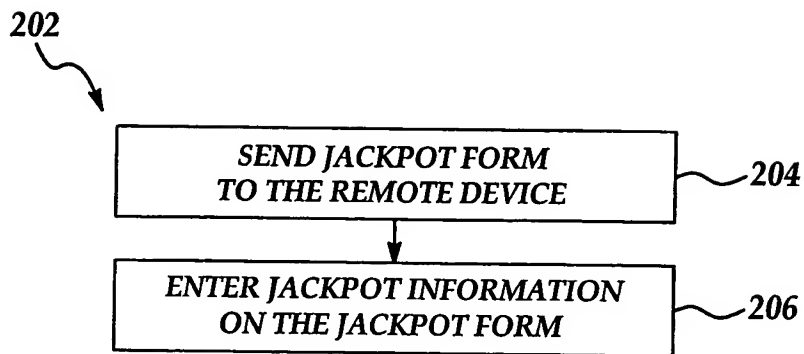 202
SEND JACKPOT FORM
TO THE REMOTE DEVICE
204
ENTER JACKPOT INFORMATION
ON THE JACKPOT FORM
206